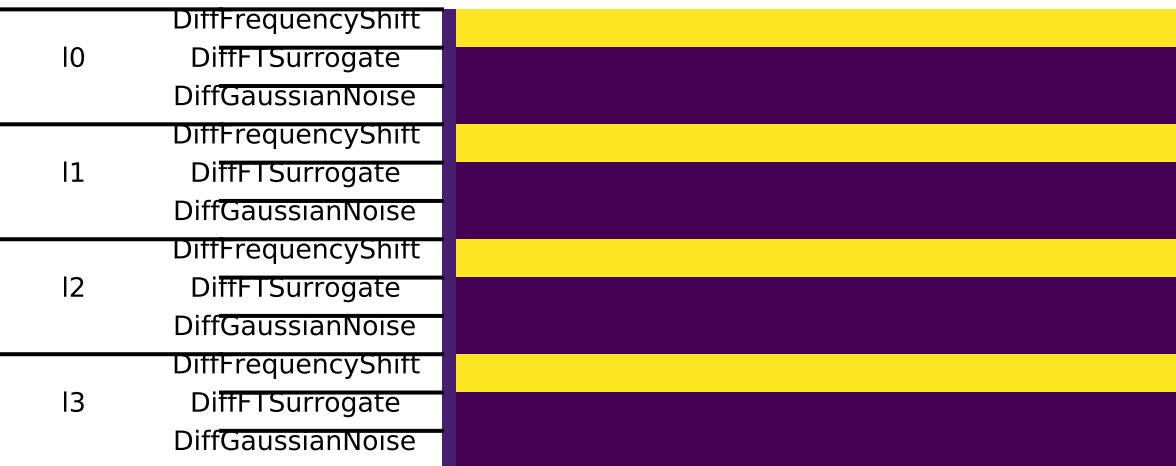 DiffFrequencyShift
l0 DiffFTSurrogate
DiffGaussianNoise
DiffFrequencyShift
l1 DiffFTSurrogate
DiffGaussianNoise
DiffFrequencyShift
l2 DiffFTSurrogate
DiffGaussianNoise
DiffFrequencyShift
l3 DiffFTSurrogate
DiffGaussianNoise